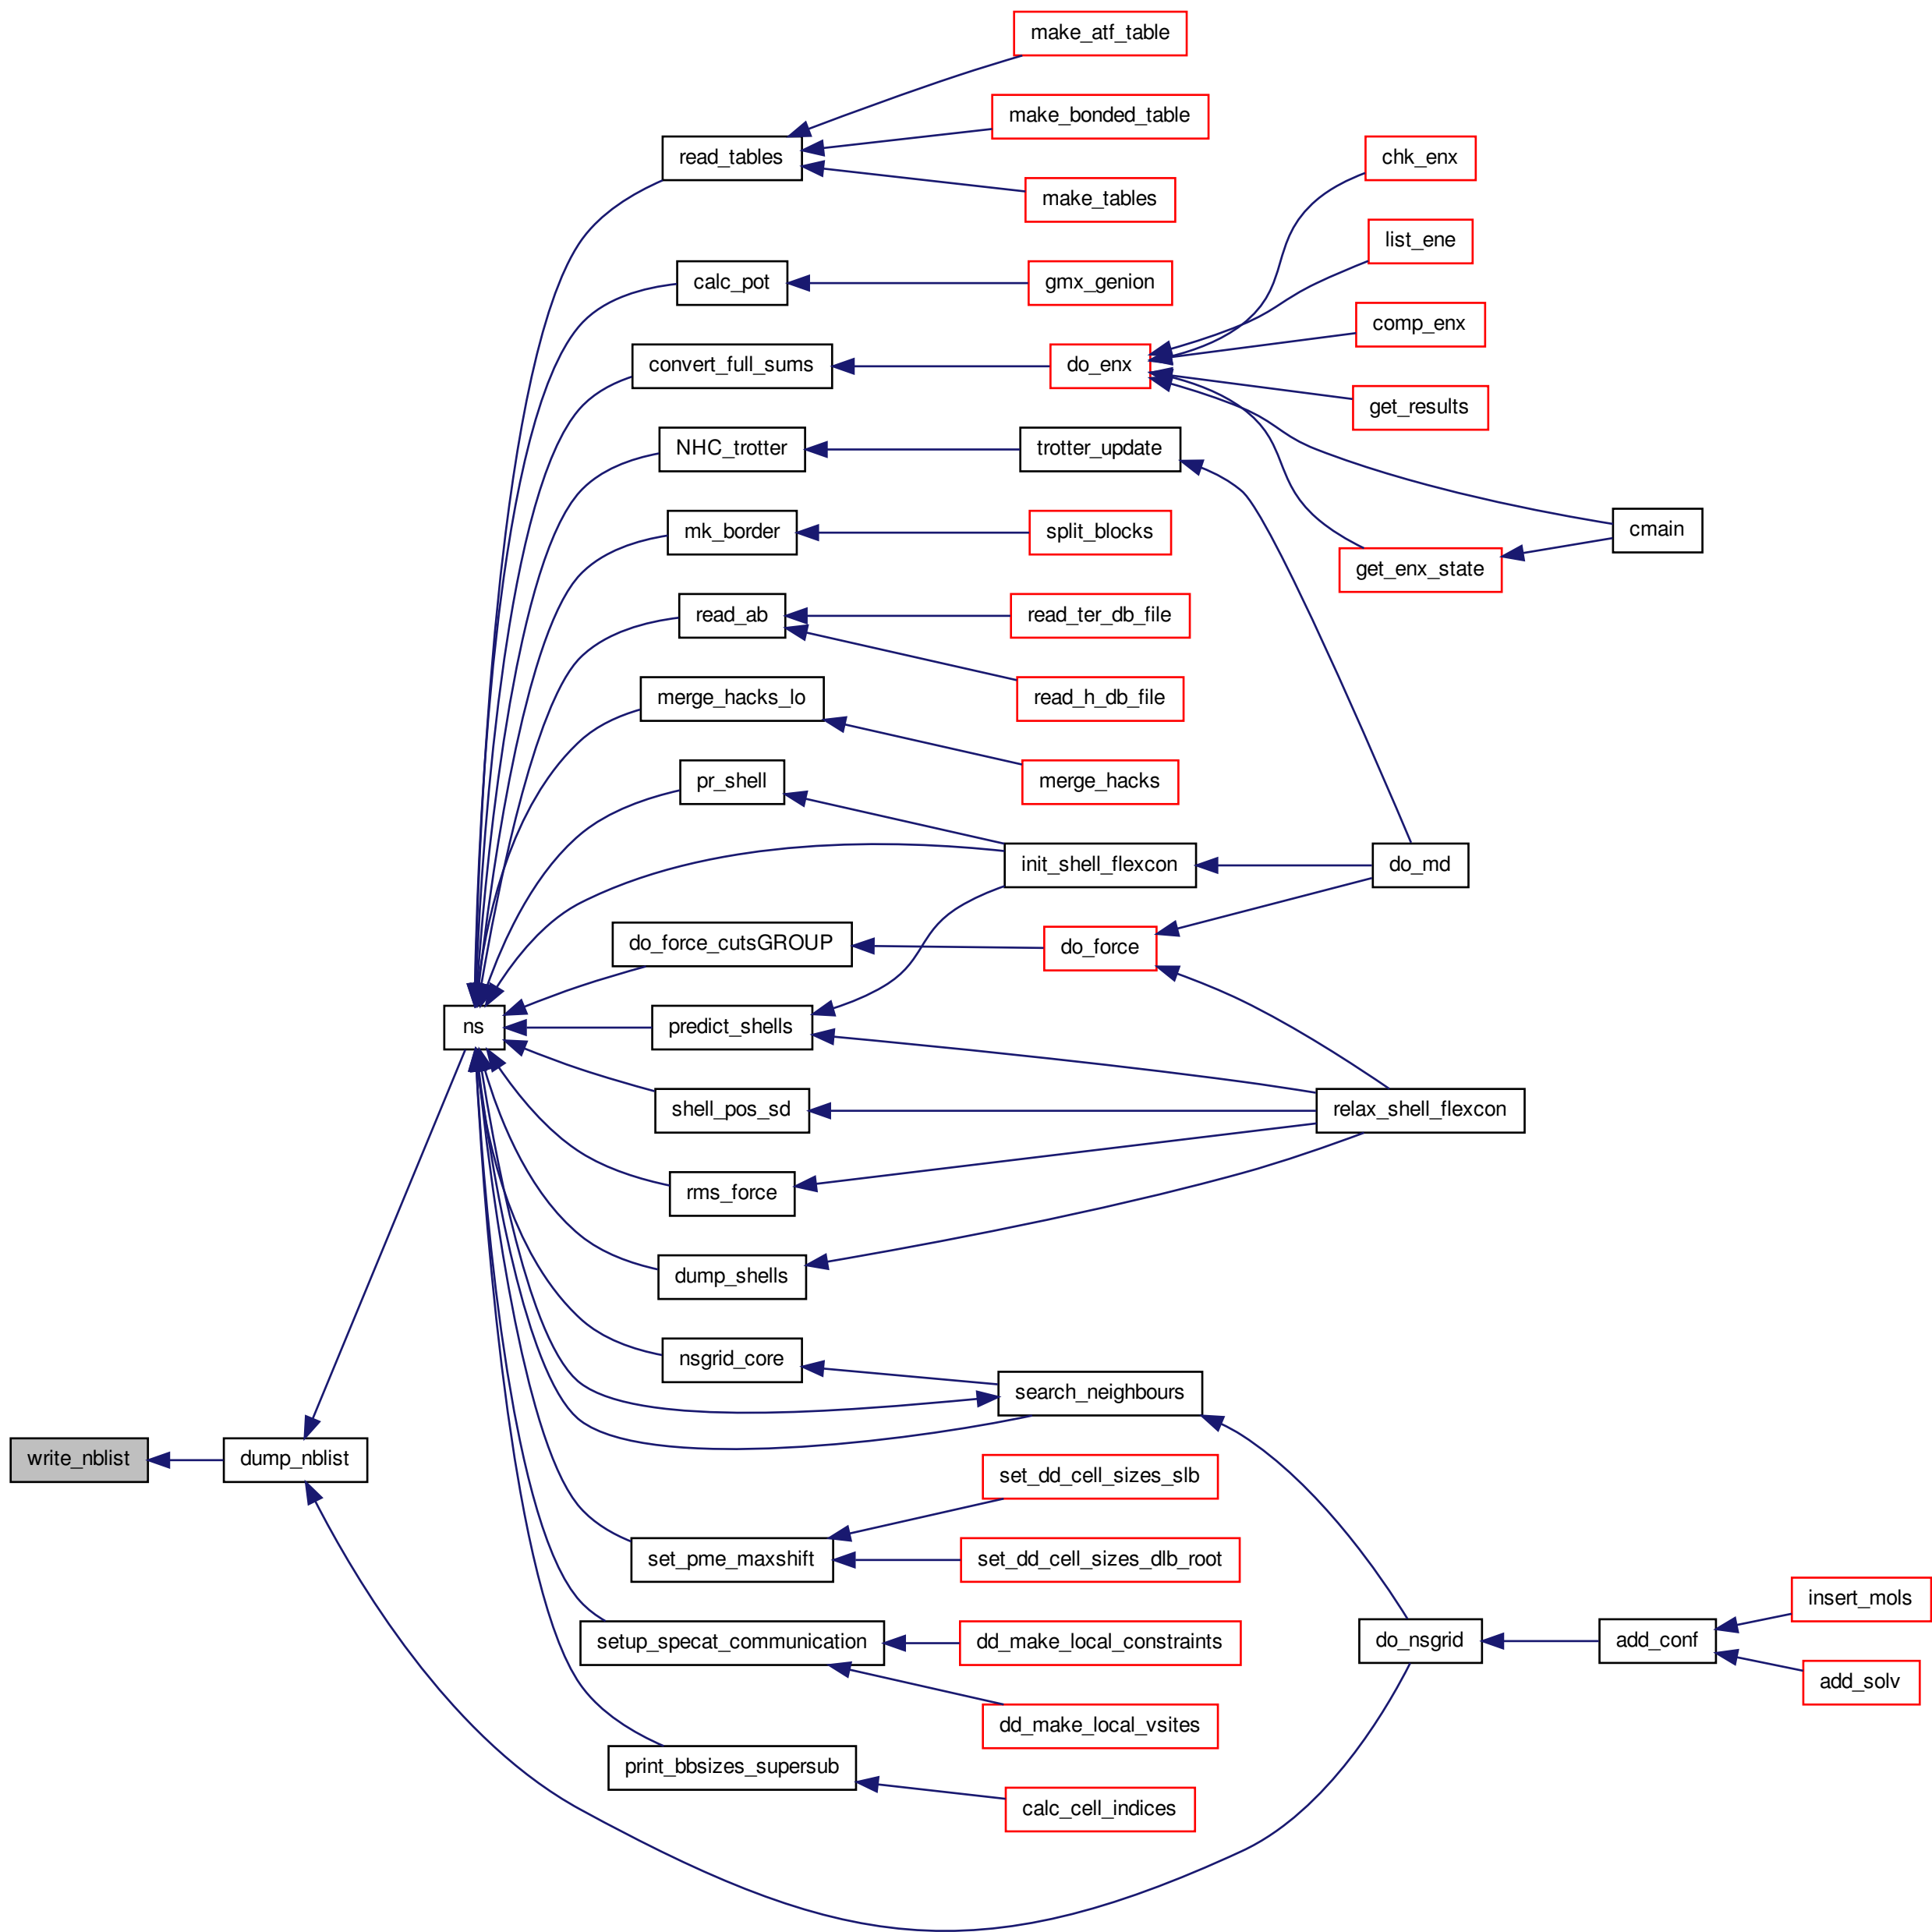 make_atf_table
make_bonded_table
read_tables
chk_enx
make_tables
list_ene
calc_pot
gmx_genion
comp_enx
convert_full_sums
do_enx
get_results
NHC_trotter
trotter_update
mk_border
split_blocks
cmain
get_enx_state
read_ab
read_ter_db_file
merge_hacks_lo
read_h_db_file
pr_shell
merge_hacks
init_shell_flexcon
do_md
do_force_cutsGROUP
do_force
ns
predict_shells
shell_pos_sd
relax_shell_flexcon
rms_force
dump_shells
nsgrid_core
search_neighbours
write_nblist
dump_nblist
set_dd_cell_sizes_slb
set_pme_maxshift
set_dd_cell_sizes_dlb_root
insert_mols
setup_specat_communication
dd_make_local_constraints
do_nsgrid
add_conf
add_solv
dd_make_local_vsites
print_bbsizes_supersub
calc_cell_indices